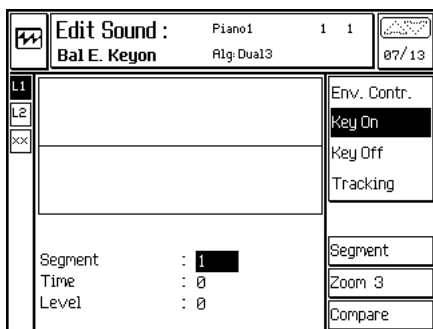 Edit Sound : Piano1 1 1
Bal E. Keyon Alg:Dual3 07/13
L1
L2
xx
Env. Contr.
Key On
Key Off
Tracking
Segment : 1
Time : 0
Level : 0
Segment
Zoom 3
Compare